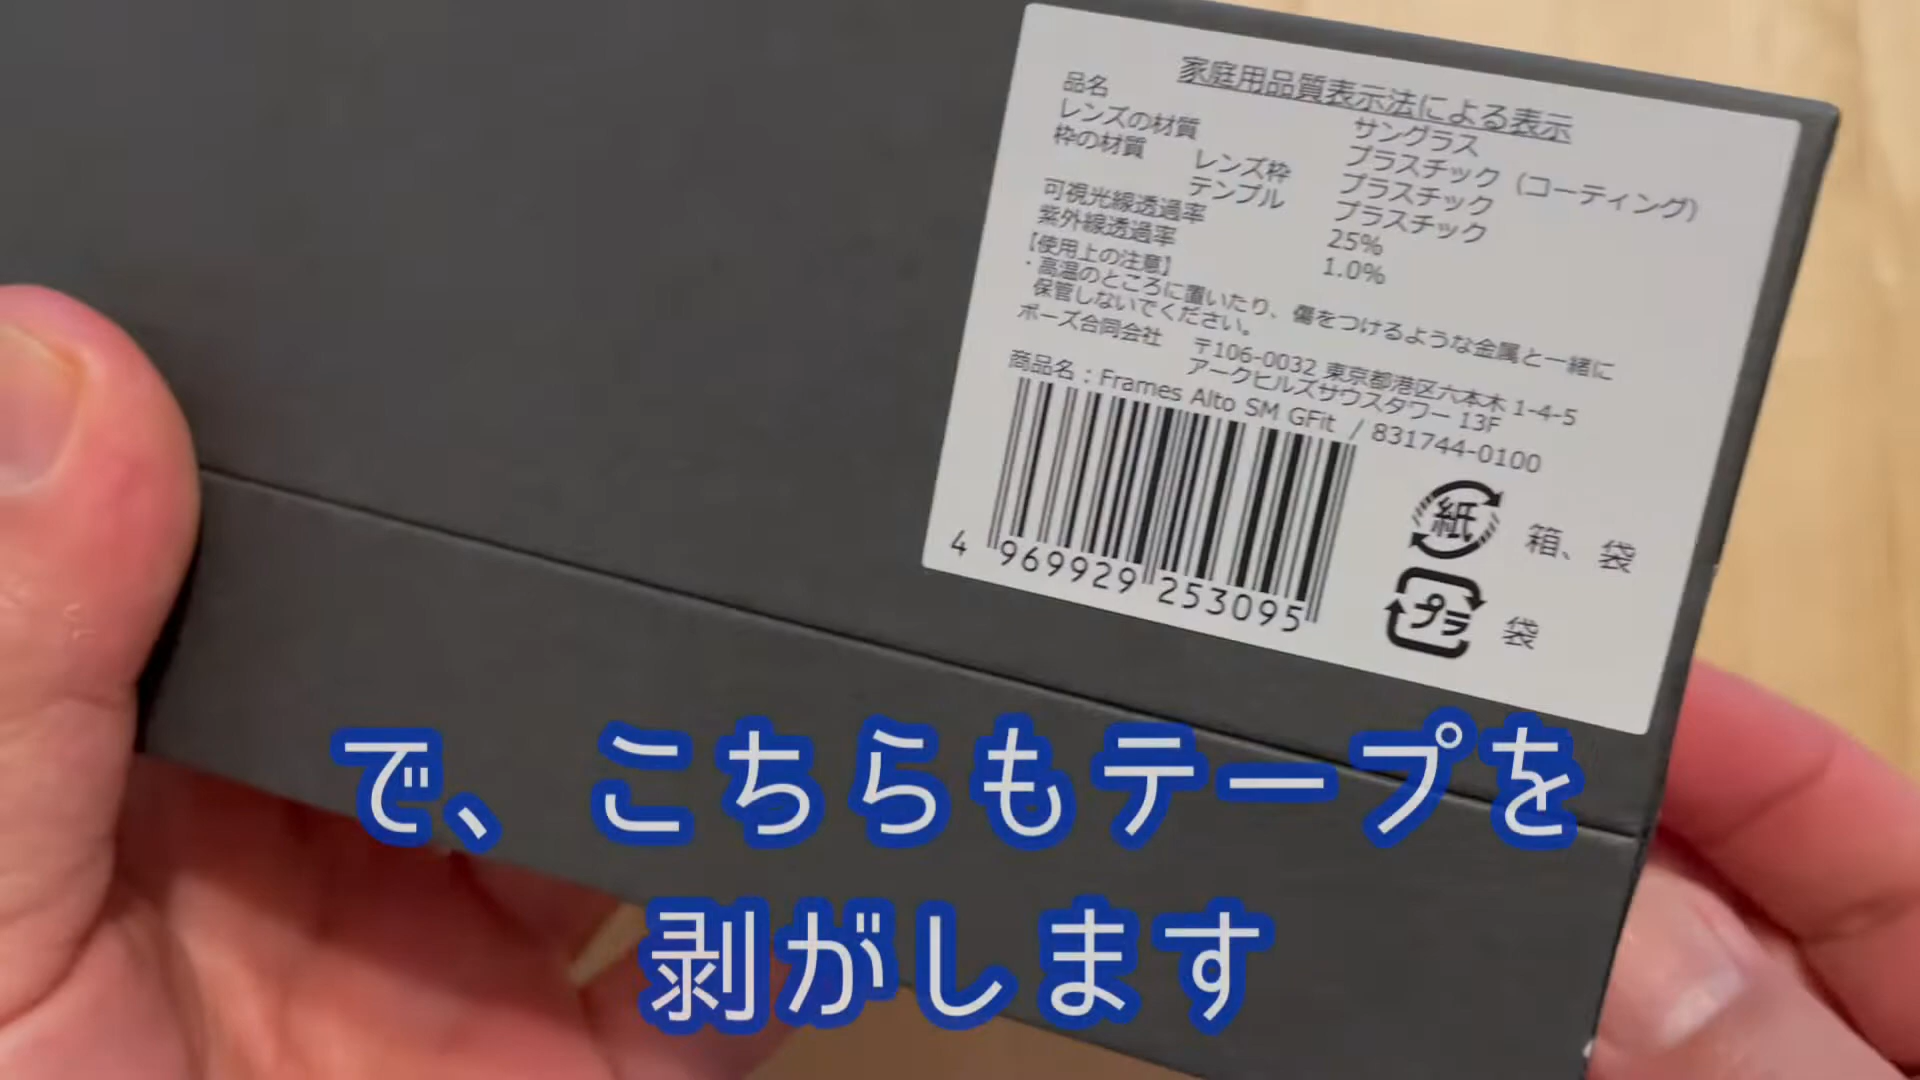 家庭用品質表示法による表示
品名 サングラス
レンズの材質 プラスチック（コーティング）
枠の材質 レンズ枠 プラスチック
テンプル プラスチック
可視光線透過率 25%
紫外線透過率 1.0%
【使用上の注意】
・高温のところに置いたり、傷をつけるような金属と一緒に
保管しないでください。
ボーズ合同会社 〒106-0032 東京都港区六本木 1-4-5
アークヒルズサウスタワー 13F
商品名：Frames Alto SM GFit / 831744-0100
4 969929 253095
紙 箱、袋
プラ 袋
で、こちらもテープを
剥がします